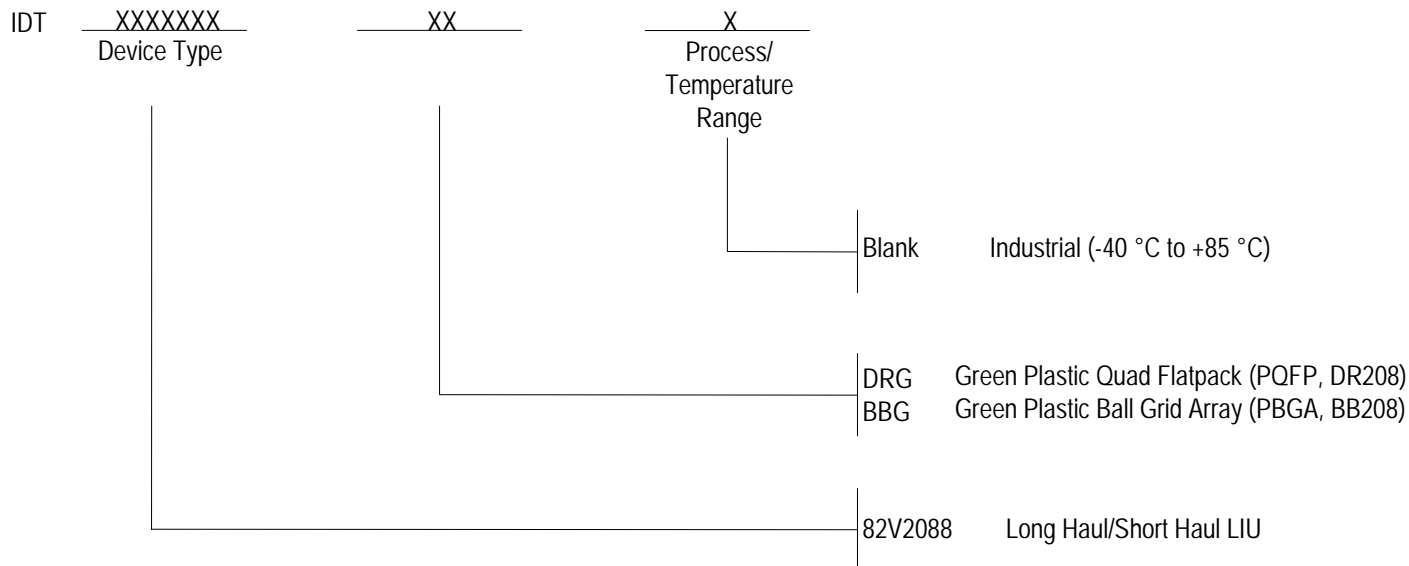 IDT XXXXXXX XX X
Device Type
Process/
Temperature
Range
Blank Industrial (-40 °C to +85 °C)
DRG Green Plastic Quad Flatpack (PQFP, DR208)
BBG Green Plastic Ball Grid Array (PBGA, BB208)
82V2088 Long Haul/Short Haul LIU